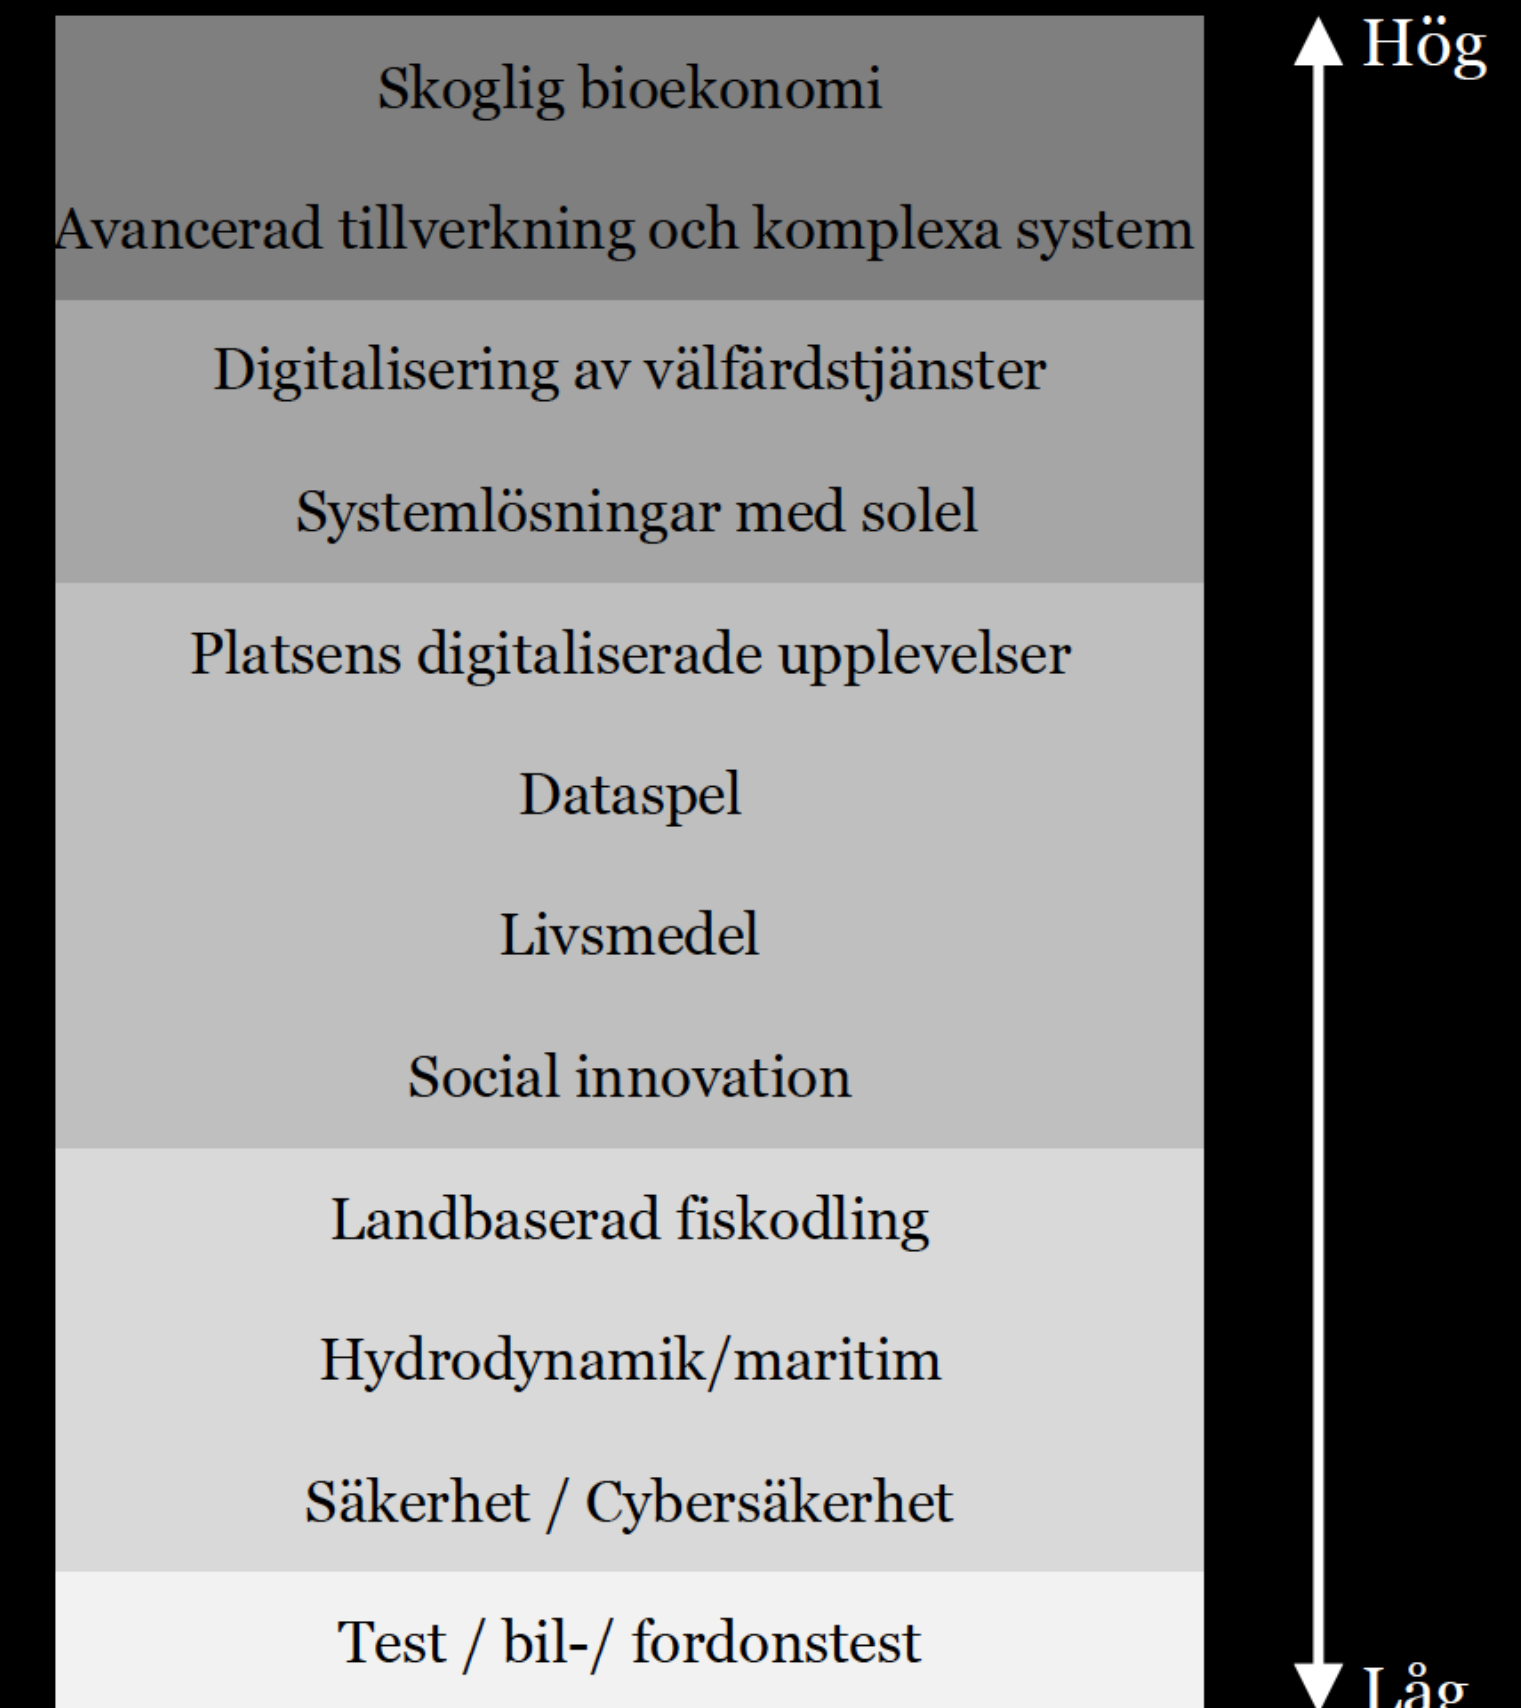 Hög
Skoglig bioekonomi
Avancerad tillverkning och komplexa system
Digitalisering av välfärdstjänster
Systemlösningar med solel
Platsens digitaliserade upplevelser
Dataspel
Livsmedel
Social innovation
Landbaserad fiskodling
Hydrodynamik/maritim
Säkerhet / Cybersäkerhet
Test / bil-/ fordonstest
Låg